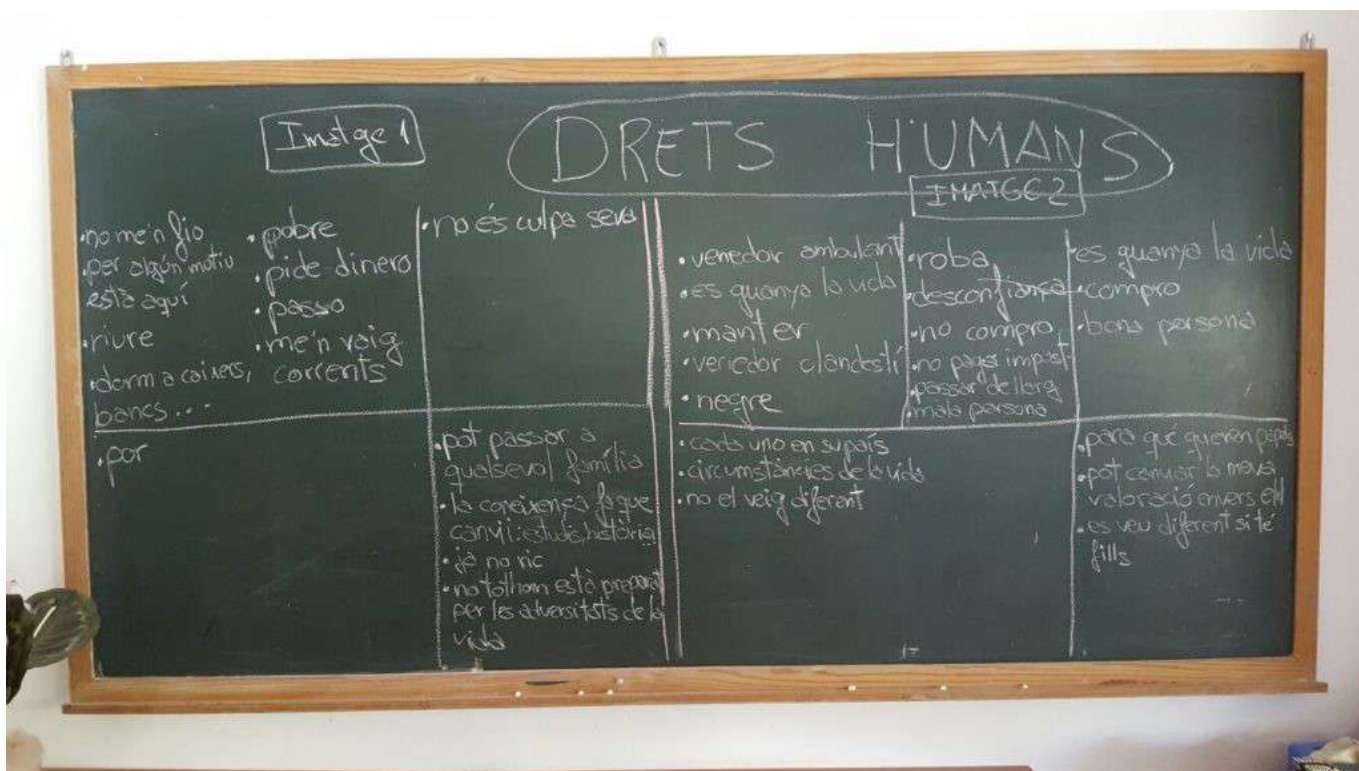 Imatge 1
DRETS HUMANS
IMATGE 2
•no me'n fio
•per algún motiu
està aquí
•riure
•dorm a caixers,
bancs...
•pobre
•pide dinero
•passo
•me'n vaig
corrents
•no és culpa seva
•por
•pot passar a
qualsevol família
•la coneixença fa que
canvi: estudis, història
•ja no ric
•no tothom està preparat
per les adversitats de la
vida
•venedor ambulant
•es guanya la vida
•manter
•venedor clandestí
•negre
•roba
•desconfiança
•no compro
•no paga impost
•passar de llarg
•mala persona
•es guanya la vida
•compro
•bona persona
•cada uno en su país
•circumstàncies de la vida
•no el veig diferent
•para qué quieren
•pot canviar la meva
valoració envers ell
•es veu diferent si té
fills